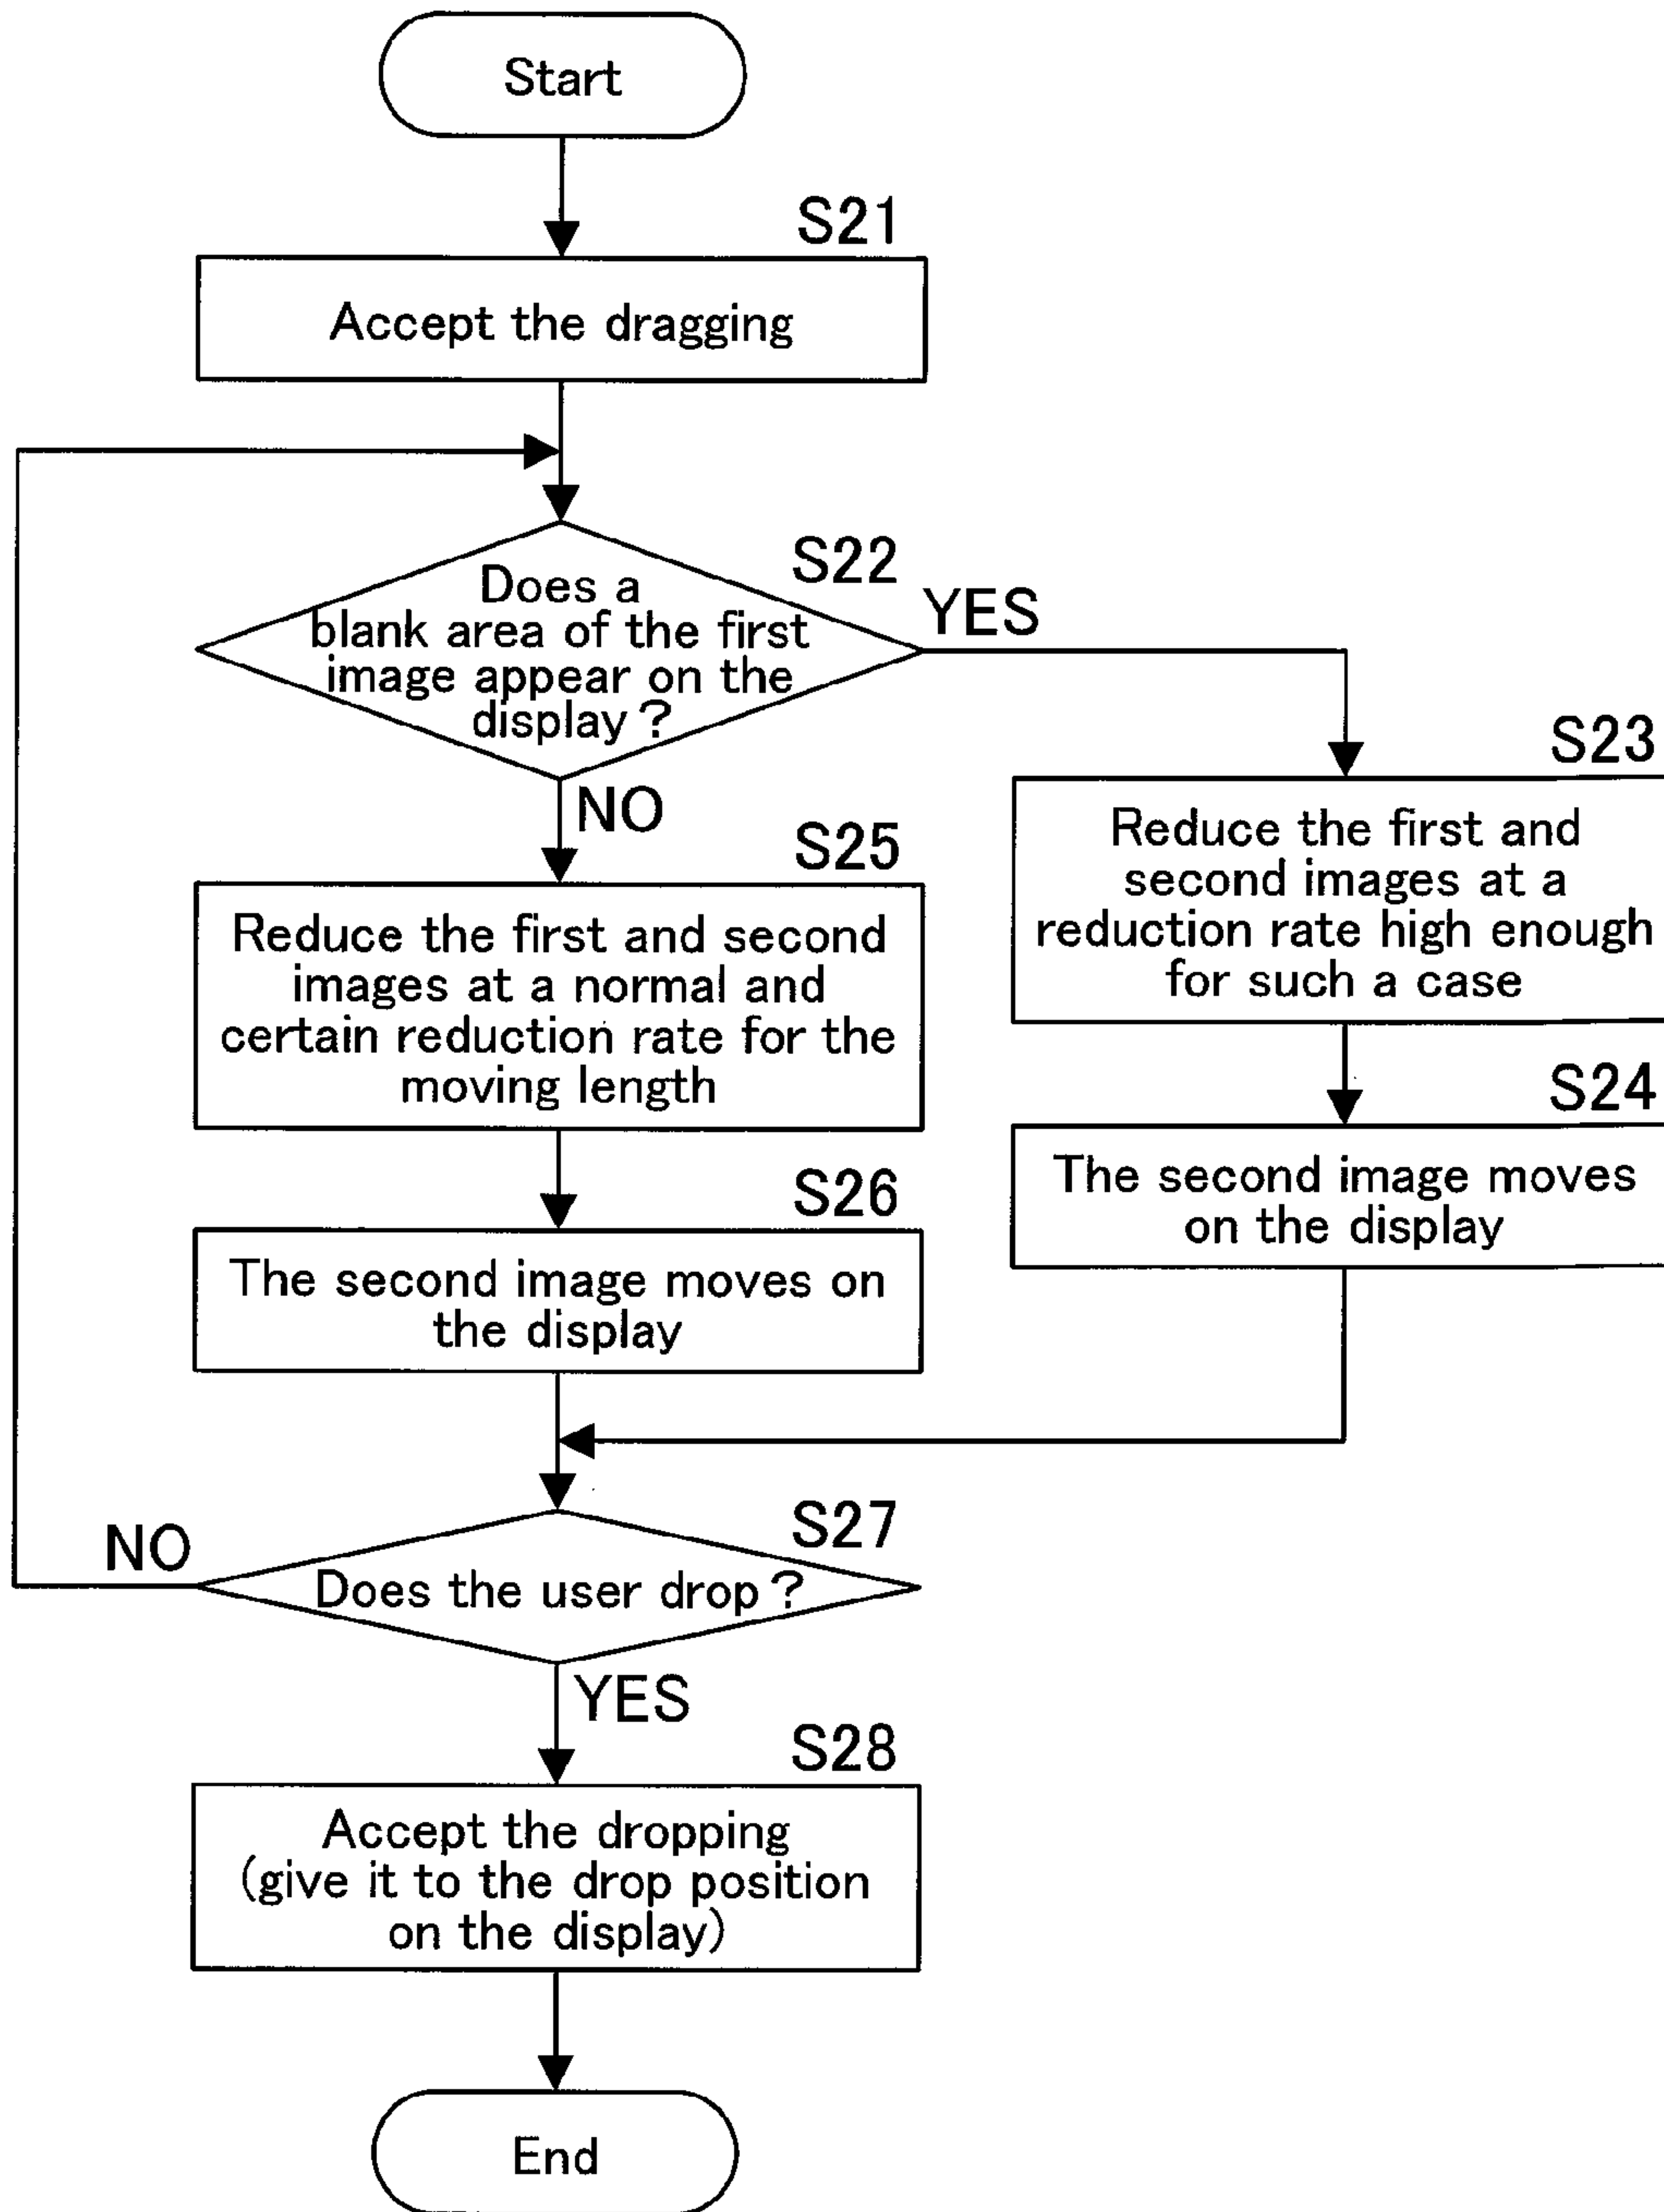 Start
S21
Accept the dragging
S22
Does a
blank area of the first
image appear on the
display?
YES
NO
S23
Reduce the first and
second images at a
reduction rate high enough
for such a case
S25
Reduce the first and second
images at a normal and
certain reduction rate for the
moving length
S24
The second image moves
on the display
S26
The second image moves on
the display
S27
NO
Does the user drop?
YES
S28
Accept the dropping
(give it to the drop position
on the display)
End